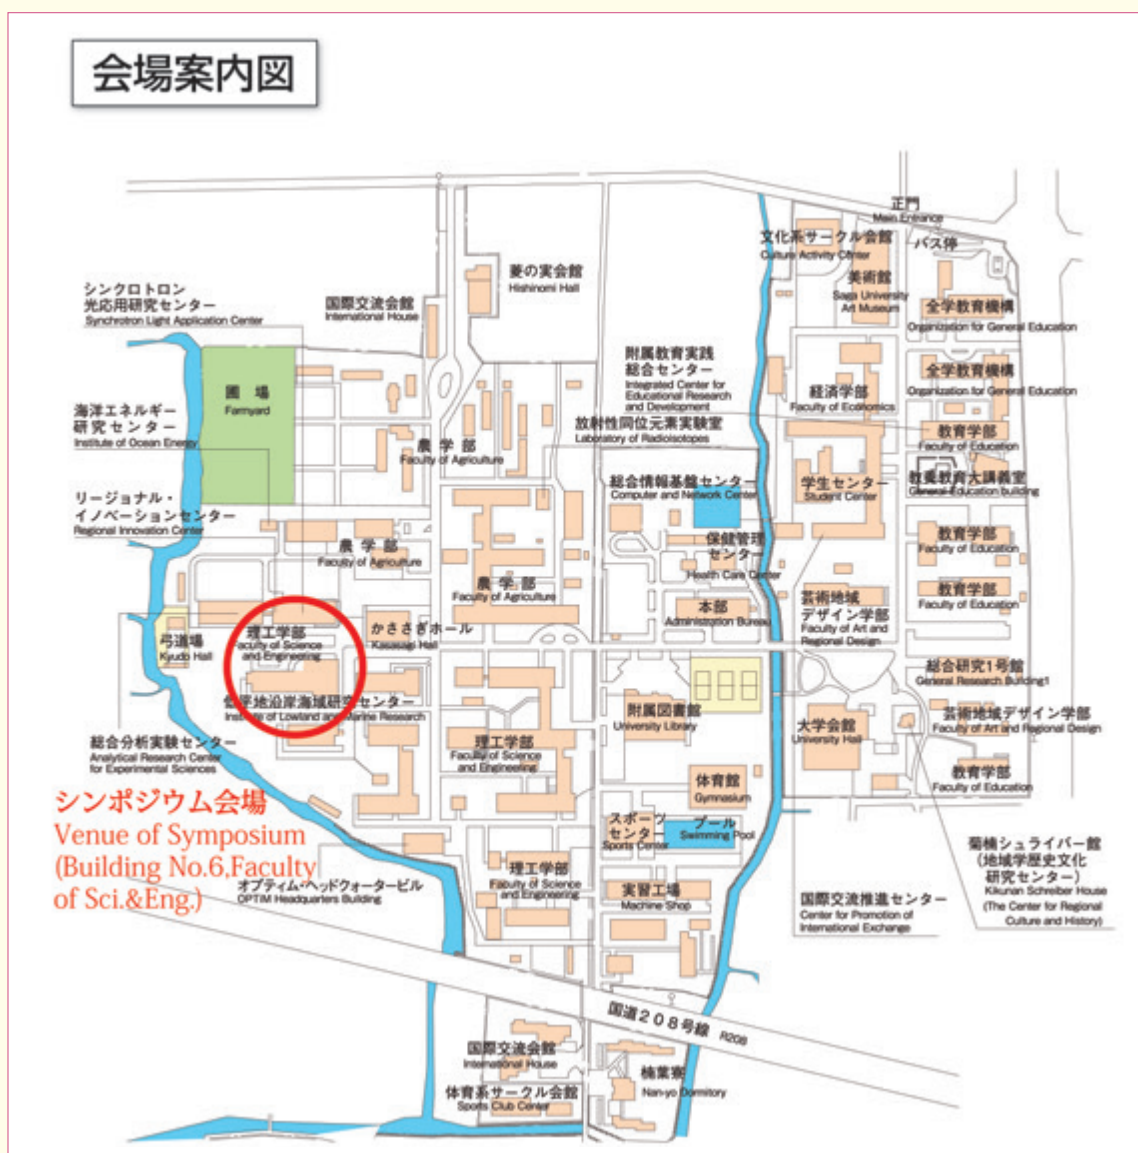 会場案内図
正門
Main Entrance
バス停
文化系サークル会館
Culture Activity Center
美術館
Saga University
Art Museum
菱の実会館
Hishinomi Hall
シンクロトロン
光応用研究センター
Synchrotron Light Application Center
国際交流会館
International House
全学教育機構
Organization for General Education
附属教育実践
総合センター
Integrated Center for
Educational Research
and Development
全学教育機構
Organization for General Education
経済学部
Faculty of Economics
圃場
Farmyard
海洋エネルギー
研究センター
Institute of Ocean Energy
放射性同位元素実験室
Laboratory of Radioisotopes
教育学部
Faculty of Education
農学部
Faculty of Agriculture
総合情報基盤センター
Computer and Network Center
学生センター
Student Center
教養教育大講義室
General Education building
リージョナル・
イノベーションセンター
Regional Innovation Center
保健管理
センター
Health Care Center
教育学部
Faculty of Education
農学部
Faculty of Agriculture
農学部
Faculty of Agriculture
教育学部
Faculty of Education
本部
Administration Bureau
芸術地域
デザイン学部
Faculty of Art and
Regional Design
弓道場
Kyudo Hall
理工学部
Faculty of Science
and Engineering
かささぎホール
Kasasagi Hall
総合研究1号館
General Research Building1
低平地沿岸海域研究センター
Institute of Lowland and Marine Research
附属図書館
University Library
大学会館
University Hall
芸術地域デザイン学部
Faculty of Art and Regional Design
総合分析実験センター
Analytical Research Center
for Experimental Sciences
理工学部
Faculty of Science
and Engineering
体育館
Gymnasium
教育学部
Faculty of Education
シンポジウム会場
Venue of Symposium
(Building No.6,Faculty
of Sci.&Eng.)
スポーツ
センター
Sports Center
プール
Swimming Pool
菊楠シュライバー館
(地域学歴史文化
研究センター)
Kikunan Schreiber House
(The Center for Regional
Culture and History)
オプティム・ヘッドクォータービル
OPTiM Headquarters Building
理工学部
Faculty of Science
and Engineering
実習工場
Machine Shop
国際交流推進センター
Center for Promotion of
International Exchange
国道208号線 R208
国際交流会館
International House
楠葉寮
Nan-yo Dormitory
体育系サークル会館
Sports Club Center